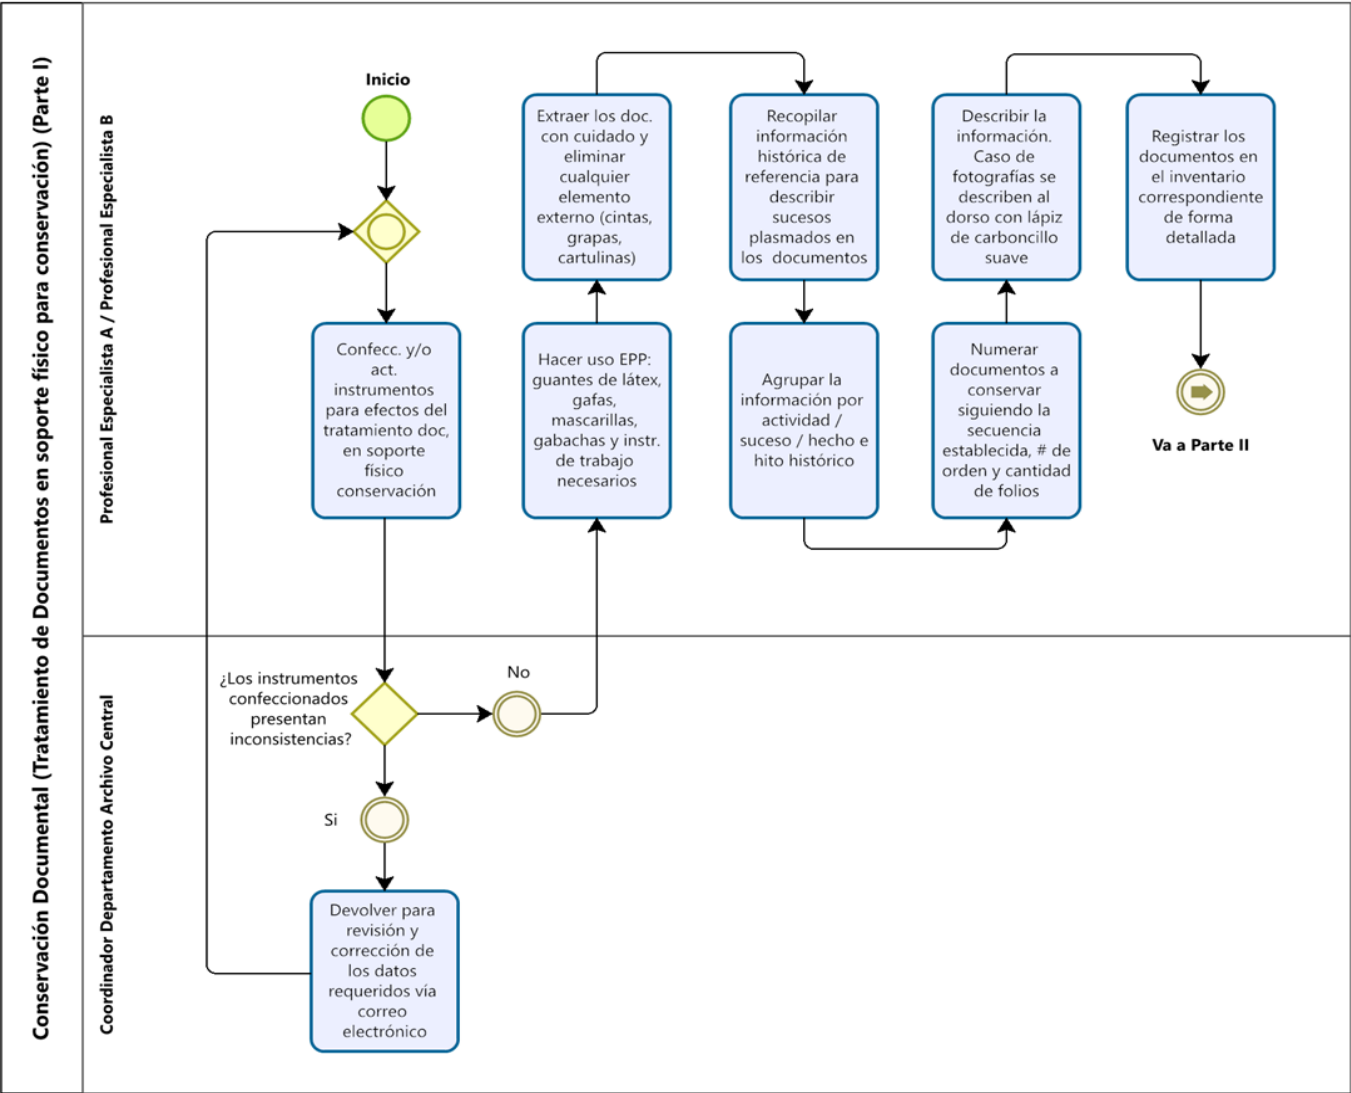 Conservación Documental (Tratamiento de Documentos en soporte físico para conservación) (Parte I)
Profesional Especialista A / Profesional Especialista B
Inicio
Confecc. y/o
act.
instrumentos
para efectos del
tratamiento doc,
en soporte
físico
conservación
Extraer los doc.
con cuidado y
eliminar
cualquier
elemento
externo (cintas,
grapas,
cartulinas)
Hacer uso EPP:
guantes de látex,
gafas,
mascarillas,
gabachas y instr.
de trabajo
necesarios
Recopilar
información
histórica de
referencia para
describir
sucesos
plasmados en
los documentos
Agrupar la
información por
actividad /
suceso / hecho e
hito histórico
Describir la
información.
Caso de
fotografías se
describen al
dorso con lápiz
de carboncillo
suave
Numerar
documentos a
conservar
siguiendo la
secuencia
establecida, # de
orden y cantidad
de folios
Registrar los
documentos en
el inventario
correspondiente
de forma
detallada
Va a Parte II
Coordinador Departamento Archivo Central
¿Los instrumentos
confeccionados
presentan
inconsistencias?
No
Si
Devolver para
revisión y
corrección de
los datos
requeridos vía
correo
electrónico